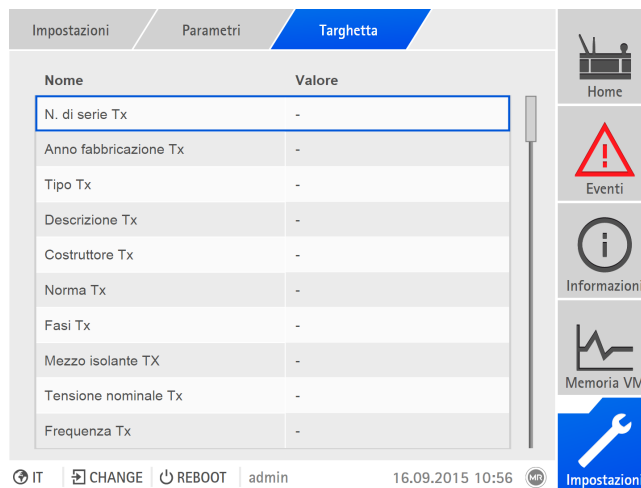 Impostazioni Parametri Targhetta
Nome Valore
N. di serie Tx -
Anno fabbricazione Tx -
Tipo Tx -
Descrizione Tx -
Costruttore Tx -
Norma Tx -
Fasi Tx -
Mezzo isolante TX -
Tensione nominale Tx -
Frequenza Tx -
Home
Eventi
Informazioni
Memoria VM
Impostazioni
IT CHANGE REBOOT admin 16.09.2015 10:56 MR